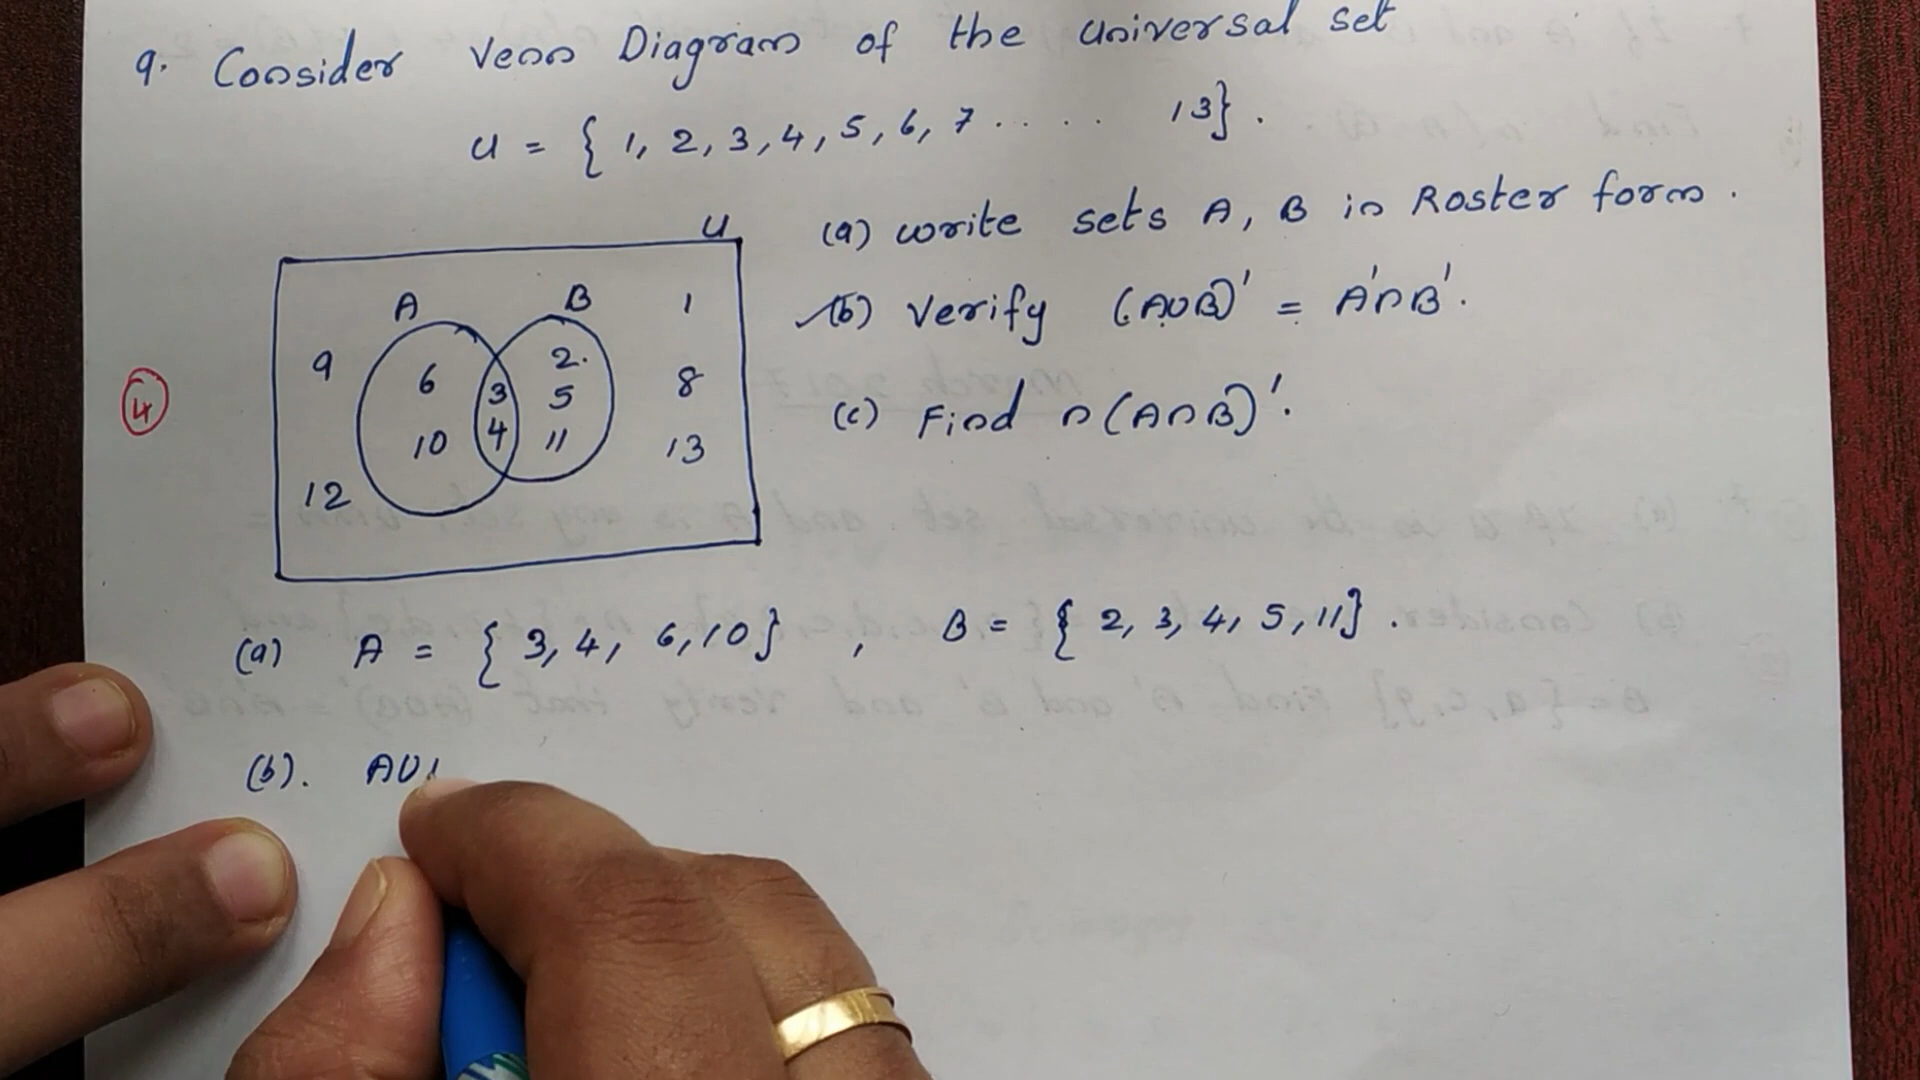 9. Consider Venn Diagram of the universal set
U = { 1, 2, 3, 4, 5, 6, 7 . . . . . 13} .
U
(a) write sets A, B in Roster form .
A B 1
(b) Verify (A∪B)' = A'∩B'.
9 6 3 2. 5 8
4
(c) Find n(A∩B)'.
10 4 11 13
12
(a) A = { 3, 4, 6, 10} , B = { 2, 3, 4, 5, 11} .
(b). A∪